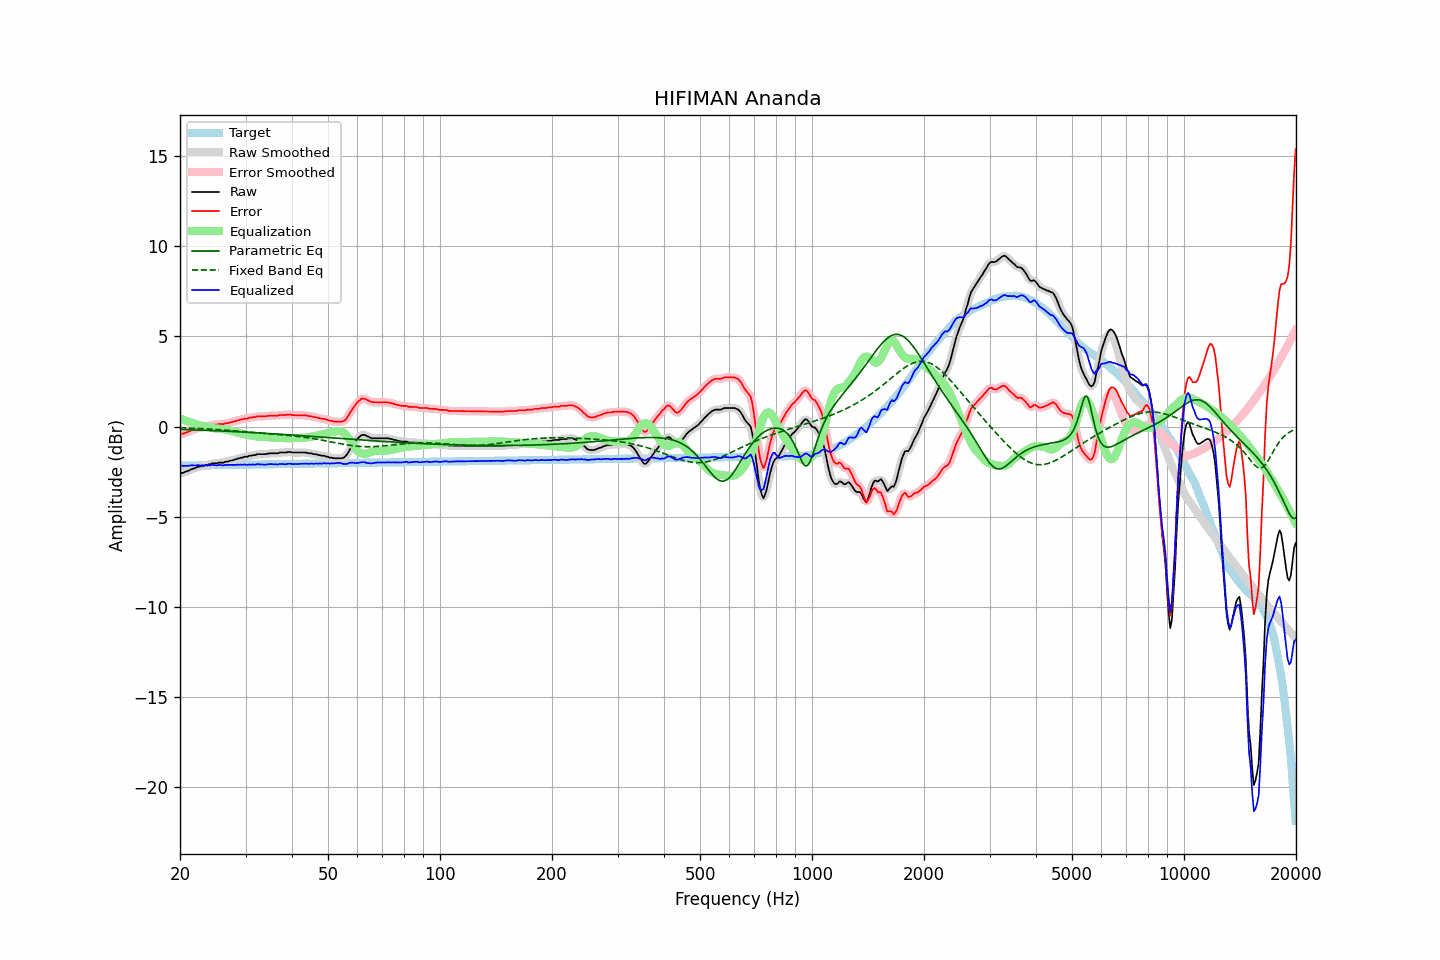 HIFIMAN Ananda
Target
Raw Smoothed
Error Smoothed
Raw
Error
Equalization
Parametric Eq
Fixed Band Eq
Equalized
Amplitude (dBr)
15
10
5
0
−5
−10
−15
−20
20 50 100 200 500 1000 2000 5000 10000 20000
Frequency (Hz)